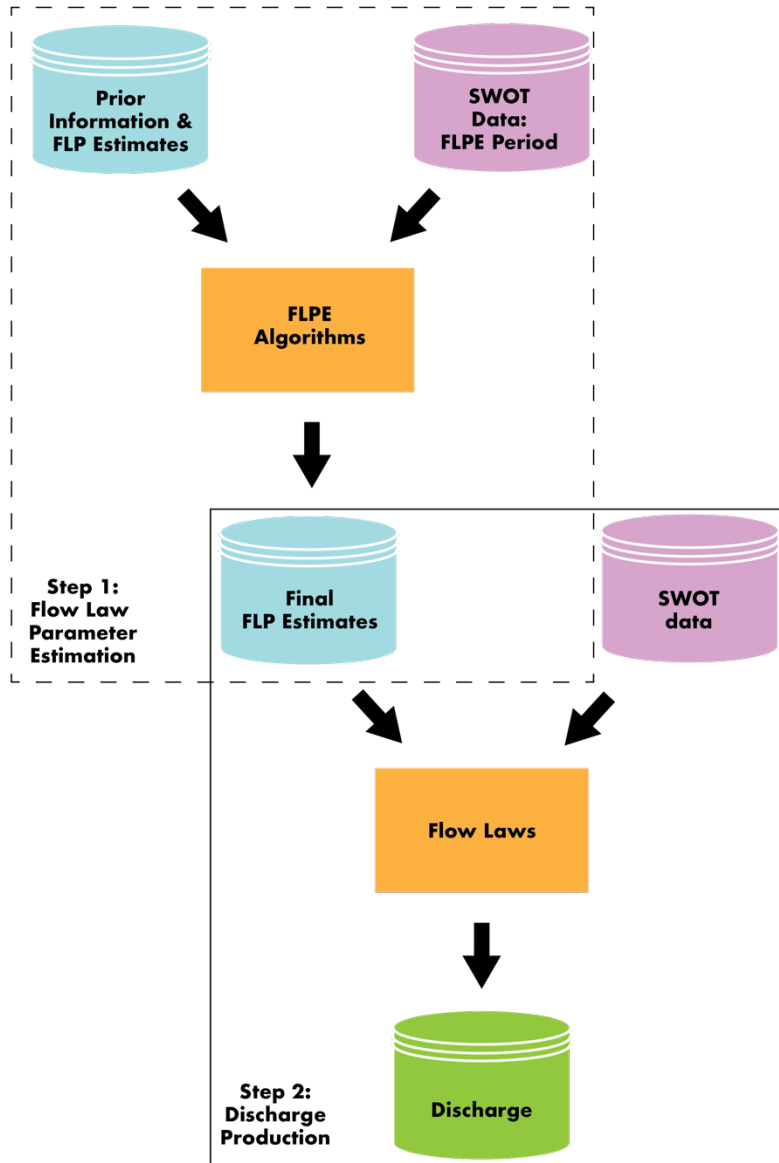 Prior
Information &
FLP Estimates
SWOT
Data:
FLPE Period
FLPE
Algorithms
Step 1:
Flow Law
Parameter
Estimation
Final
FLP Estimates
SWOT
data
Flow Laws
Step 2:
Discharge
Production
Discharge